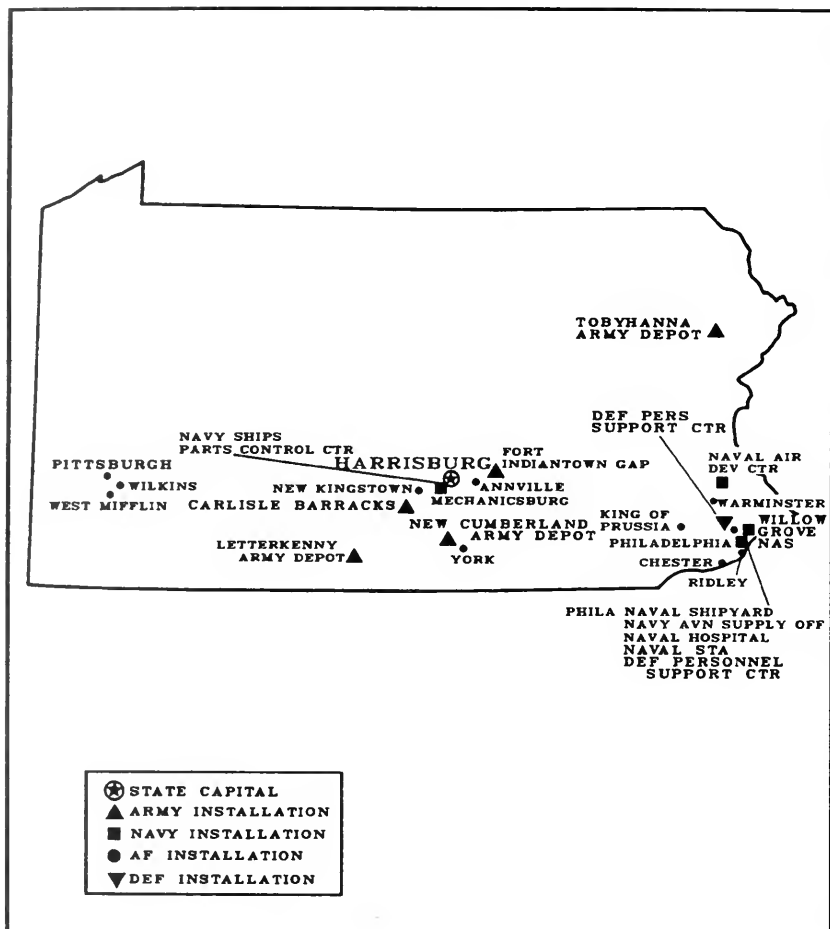 TOBYHANNA
ARMY DEPOT
DEF PERS
SUPPORT CTR
NAVY SHIPS
PARTS CONTROL CTR
HARRISBURG
FORT
INDIANTOWN GAP
NAVAL AIR
DEV CTR
PITTSBURGH
WILKINS
WEST MIFFLIN
NEW KINGSTOWN
ANNVILLE
MECHANICSBURG
CARLISLE BARRACKS
WARMINSTER
KING OF
PRUSSIA
WILLOW
GROVE
NAS
NEW CUMBERLAND
ARMY DEPOT
PHILADELPHIA
LETTERKENNY
ARMY DEPOT
YORK
CHESTER
RIDLEY
PHILA NAVAL SHIPYARD
NAVY AVN SUPPLY OFF
NAVAL HOSPITAL
NAVAL STA
DEF PERSONNEL
SUPPORT CTR
STATE CAPITAL
ARMY INSTALLATION
NAVY INSTALLATION
AF INSTALLATION
DEF INSTALLATION